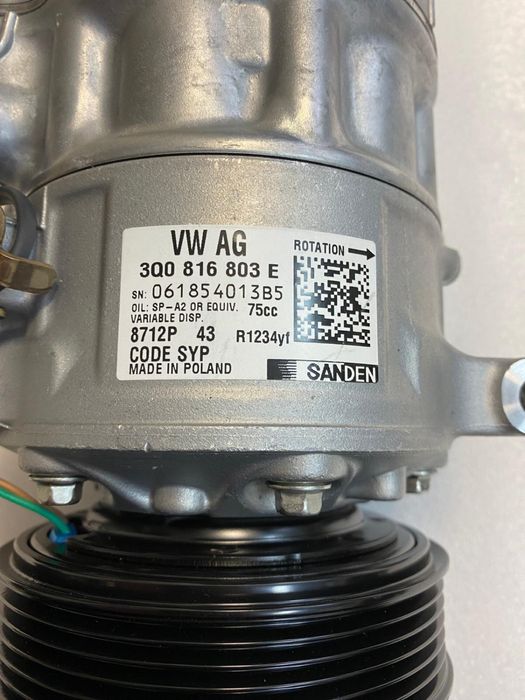 VW AG
ROTATION
3Q0 816 803 E
SN: 061854013B5
OIL: SP-A2 OR EQUIV. 75cc
VARIABLE DISP.
8712P 43 R1234yf
CODE SYP
MADE IN POLAND
SANDEN